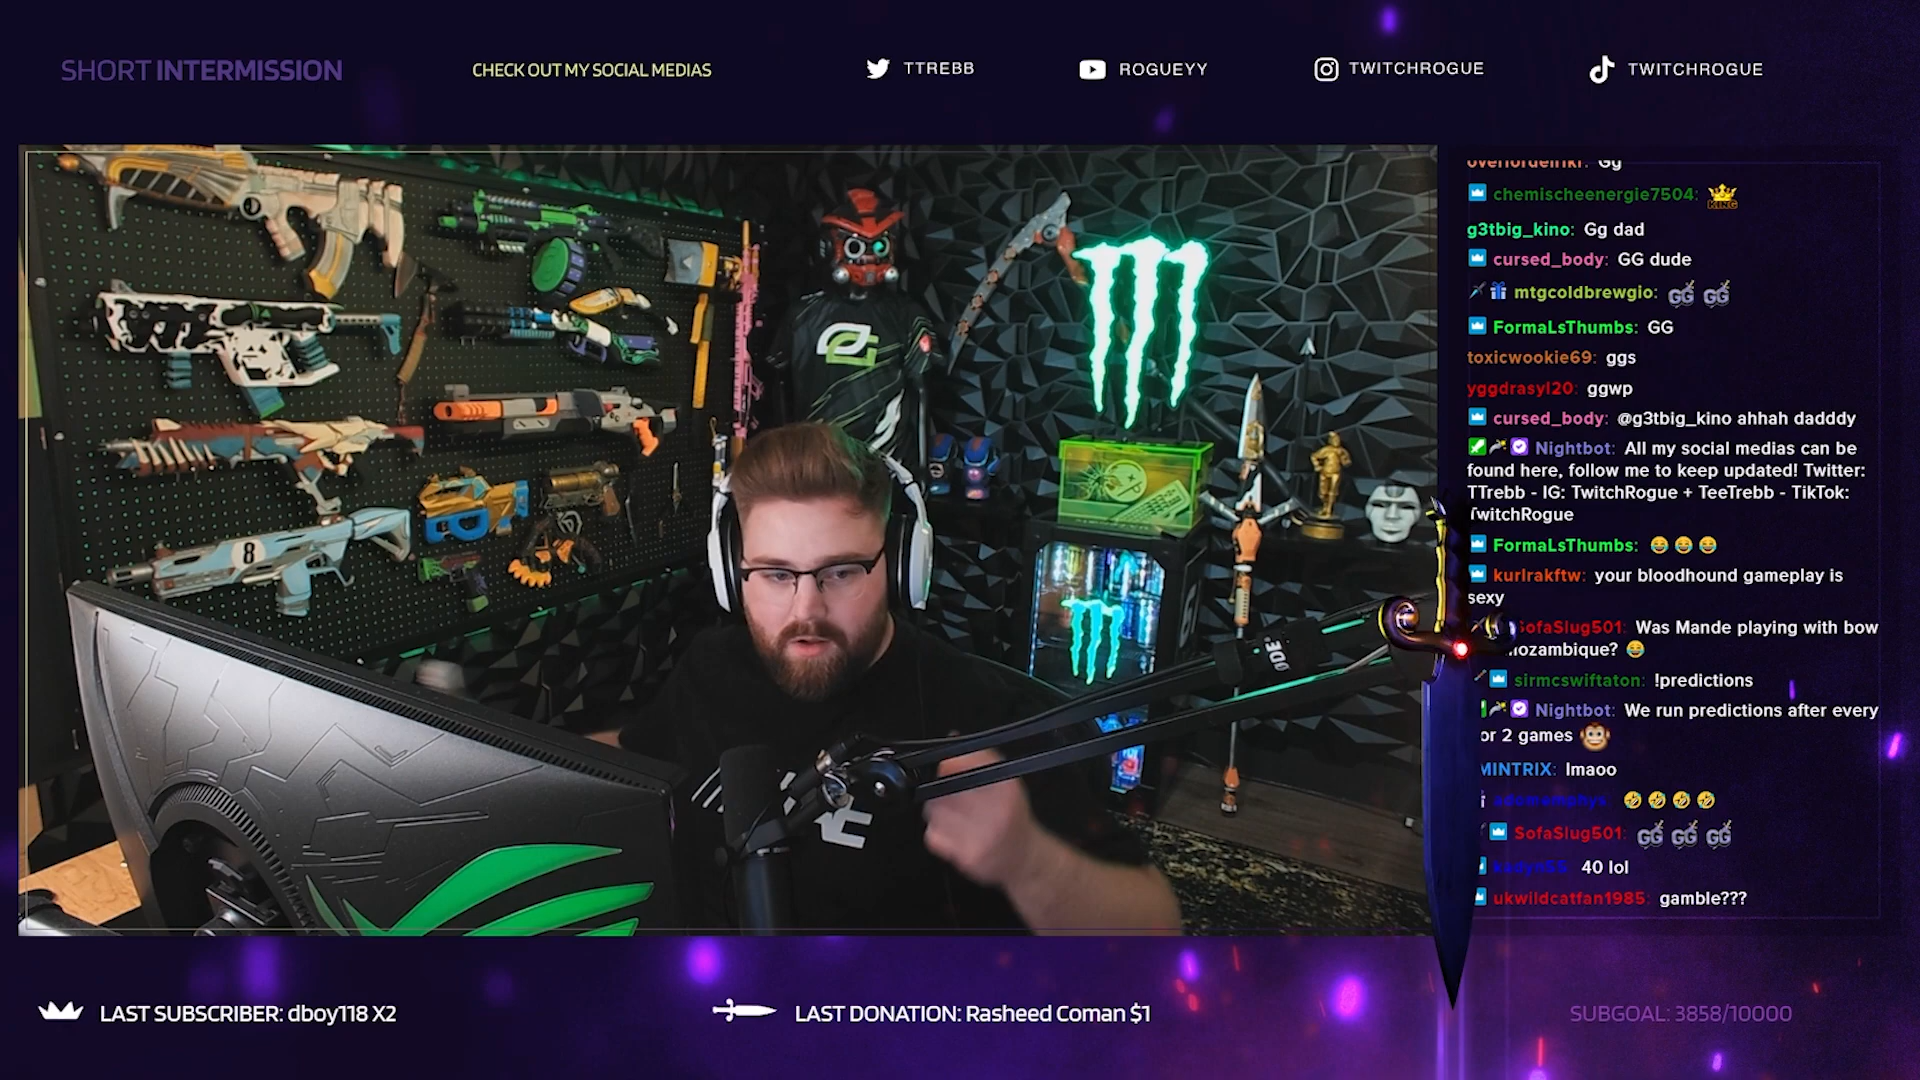 SHORT INTERMISSION
CHECK OUT MY SOCIAL MEDIAS
TTREBB
ROGUEYY
TWITCHROGUE
TWITCHROGUE
chemischeenergie7504: KING
g3tbig_kino: Gg dad
cursed_body: GG dude
mtgcoldbrewgio: GG GG
FormaLsThumbs: GG
toxicwookie69: ggs
yggdrasyl20: ggwp
cursed_body: @g3tbig_kino ahhah dadddy
Nightbot: All my social medias can be
found here, follow me to keep updated! Twitter:
TTrebb - IG: TwitchRogue + TeeTrebb - TikTok:
TwitchRogue
FormaLsThumbs: 😂 😂 😂
kurlrakftw: your bloodhound gameplay is
sexy
SofaSlug501: Was Mande playing with bow
mozambique? 😂
sirmcswiftaton: !predictions
Nightbot: We run predictions after every
or 2 games
MINTRIX: lmaoo
🤣 🤣 🤣 🤣
SofaSlug501: GG GG GG
40 lol
ukwildcatfan1985: gamble???
8
LAST SUBSCRIBER: dboy118 X2
LAST DONATION: Rasheed Coman $1
SUBGOAL: 3858/10000